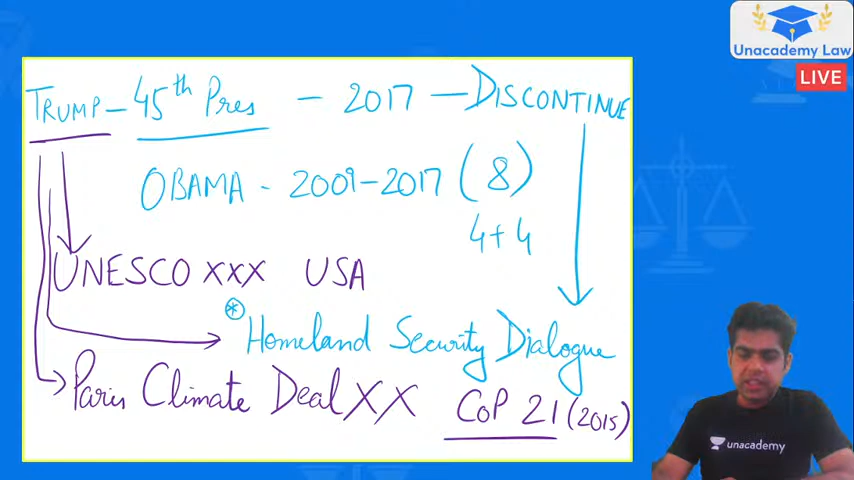 Unacademy Law
LIVE
TRUMP - 45th Pres - 2017 - DISCONTINUE
OBAMA - 2009-2017 (8)
4+4
UNESCO XXX USA
* Homeland Security Dialogue
Paris Climate Deal XX CoP 21 (2015)
unacademy